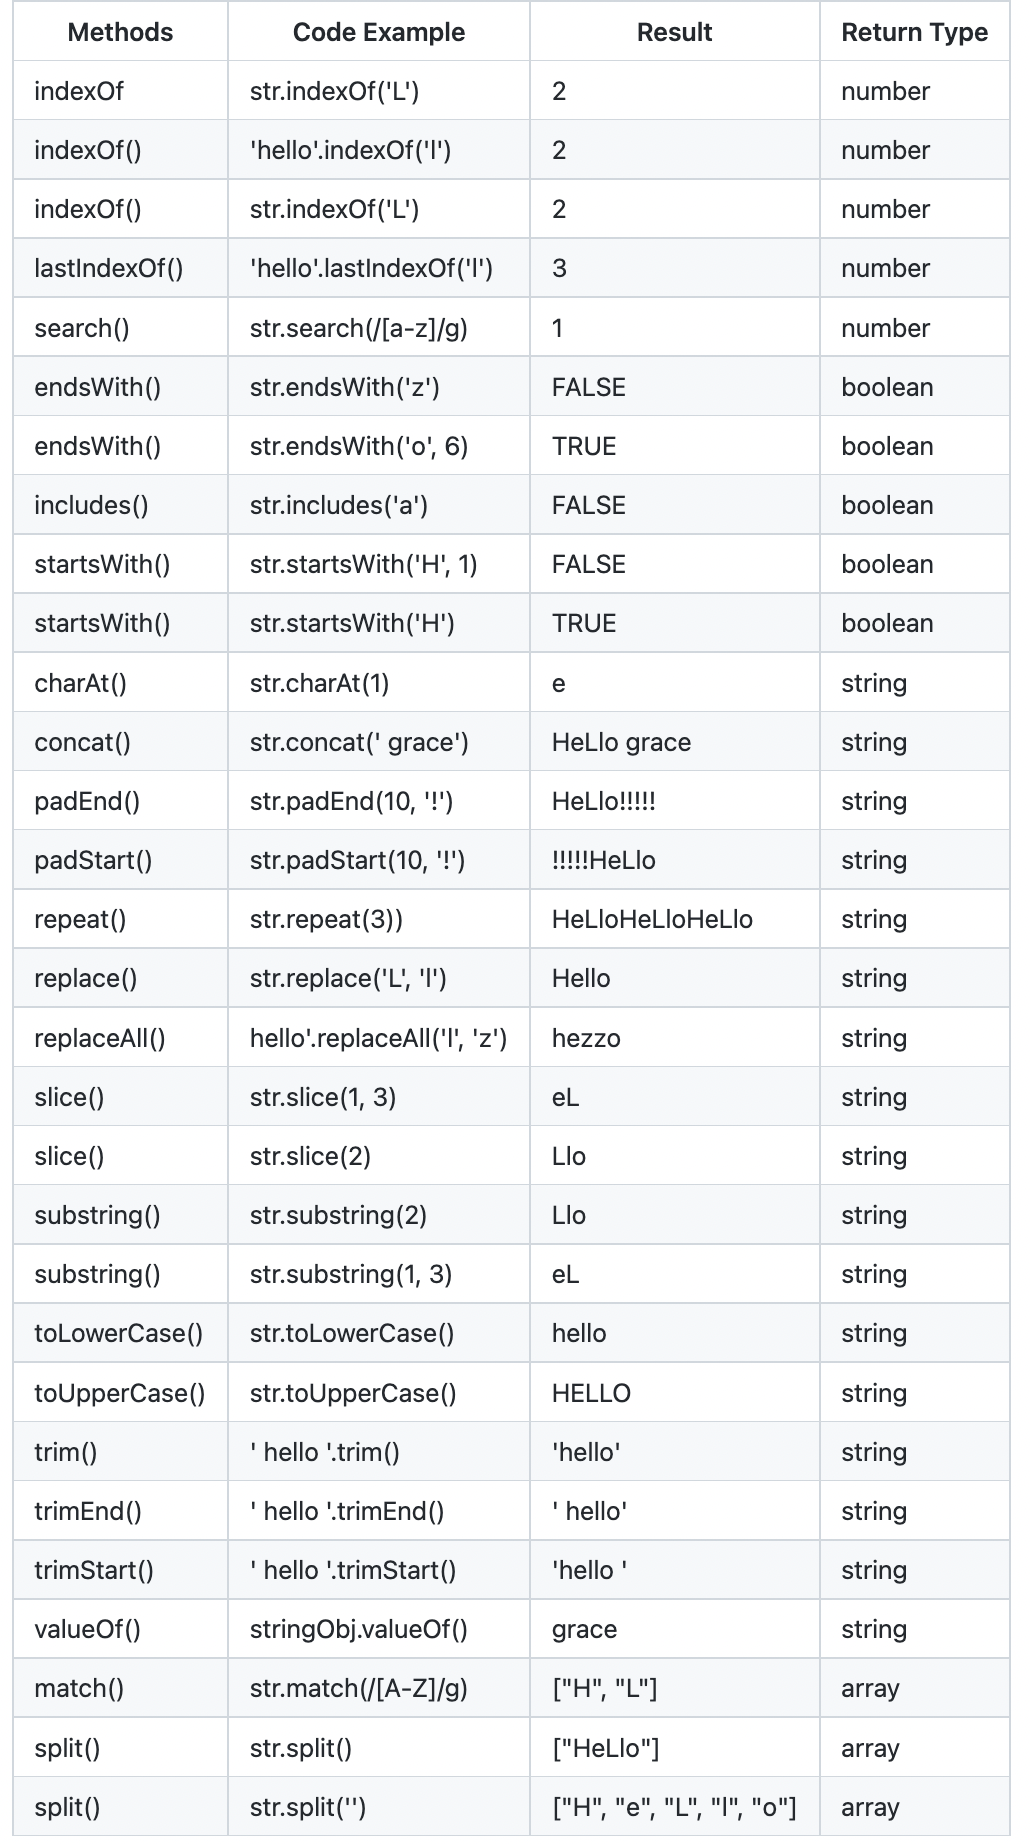 Methods Code Example Result Return Type
indexOf str.indexOf('L') 2 number
indexOf() 'hello'.indexOf('l') 2 number
indexOf() str.indexOf('L') 2 number
lastIndexOf() 'hello'.lastIndexOf('l') 3 number
search() str.search(/[a-z]/g) 1 number
endsWith() str.endsWith('z') FALSE boolean
endsWith() str.endsWith('o', 6) TRUE boolean
includes() str.includes('a') FALSE boolean
startsWith() str.startsWith('H', 1) FALSE boolean
startsWith() str.startsWith('H') TRUE boolean
charAt() str.charAt(1) e string
concat() str.concat(' grace') HeLlo grace string
padEnd() str.padEnd(10, '!') HeLlo!!!!! string
padStart() str.padStart(10, '!') !!!!!HeLlo string
repeat() str.repeat(3)) HeLloHeLloHeLlo string
replace() str.replace('L', 'l') Hello string
replaceAll() hello'.replaceAll('l', 'z') hezzo string
slice() str.slice(1, 3) eL string
slice() str.slice(2) Llo string
substring() str.substring(2) Llo string
substring() str.substring(1, 3) eL string
toLowerCase() str.toLowerCase() hello string
toUpperCase() str.toUpperCase() HELLO string
trim() ' hello '.trim() 'hello' string
trimEnd() ' hello '.trimEnd() ' hello' string
trimStart() ' hello '.trimStart() 'hello ' string
valueOf() stringObj.valueOf() grace string
match() str.match(/[A-Z]/g) ["H", "L"] array
split() str.split() ["HeLlo"] array
split() str.split('') ["H", "e", "L", "l", "o"] array